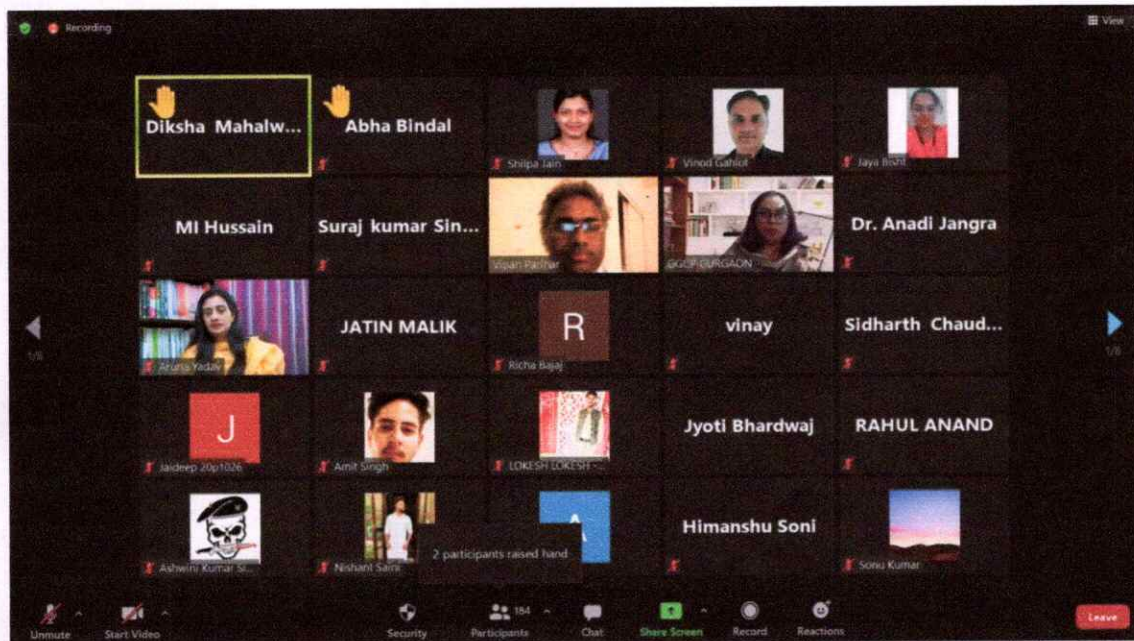 Recording
View
Diksha Mahalw...
Abha Bindal
Shilpa Jain
Vinod Gahlot
Jaya Bisht
MI Hussain
Suraj kumar Sin...
Vipan Parihar
GGCP GURGAON
Dr. Anadi Jangra
1/8
Aruna Yadav
JATIN MALIK
R
Richa Bajaj
vinay
Sidharth Chaud...
1/8
J
Jaideep 20p1026
Amit Singh
LOKESH LOKESH -...
Jyoti Bhardwaj
RAHUL ANAND
Ashwini Kumar Si...
Nishant Saini
A
2 participants raised hand
Himanshu Soni
Sonu Kumar
Unmute
Start Video
Security
Participants
184
Chat
Share Screen
Record
Reactions
Leave